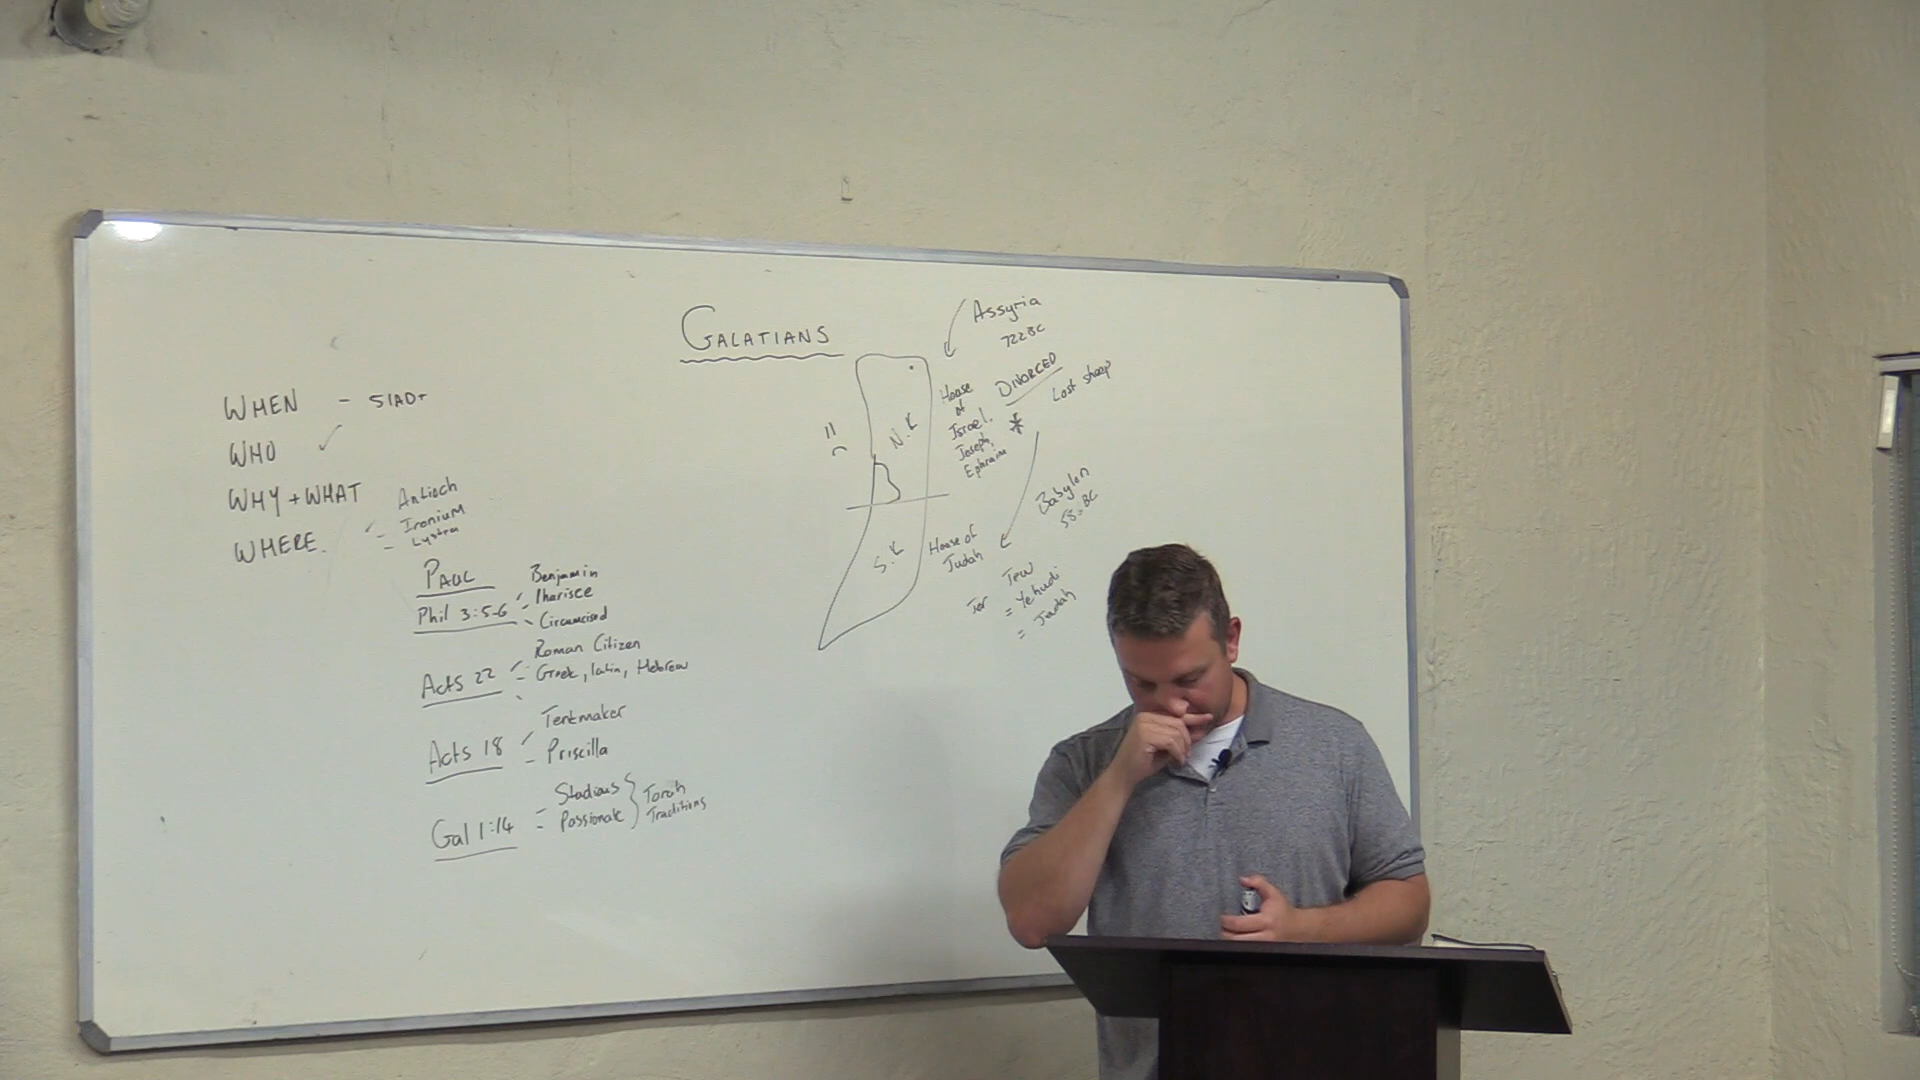 GALATIANS
WHEN - 51AD+
WHO ✓
WHY + WHAT
WHERE.
Antioch
- Iconium
- Lystra
PAUL
Phil 3:5-6
- Benjamin
- Pharisee
- Circumcised
Acts 22
- Roman Citizen
- Greek, latin, Hebrew
Acts 18
- Tentmaker
- Priscilla
Gal 1:14
- Studious
- Passionate
Torah
Traditions
Assyria
722BC
DIVORCED
Lost sheep
House
of
Israel.
Joseph,
Ephraim
*
N.K
S.K
House of
Judah
Babylon
BC
Jew
= Yehudi
= Judah